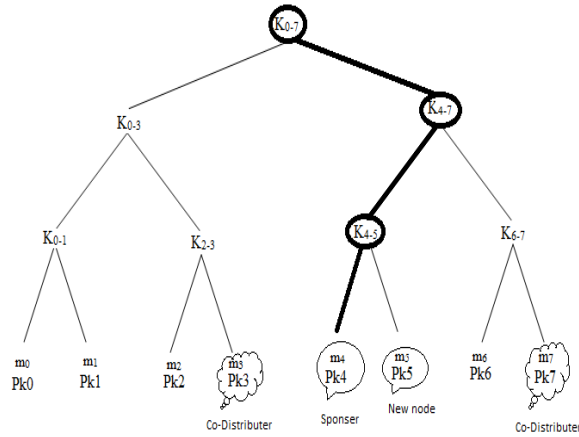 K₀₋₇
K₀₋₃ K₄₋₇
K₀₋₁ K₂₋₃ K₄₋₅ K₆₋₇
m₀ m₁ m₂ m₃ m₄ m₅ m₆ m₇
Pk0 Pk1 Pk2 Pk3 Pk4 Pk5 Pk6 Pk7
Co-Distributer Sponser New node Co-Distributer